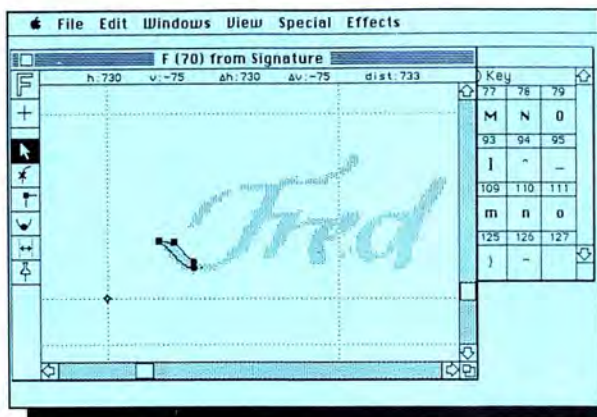 File Edit Windows View Special Effects
F (70) from Signature
h:730 v:-75 Δh:730 Δv:-75 dist:733
Key
77 78 79
M N O
93 94 95
] ^ _
109 110 111
m n o
125 126 127
} ~
Fred